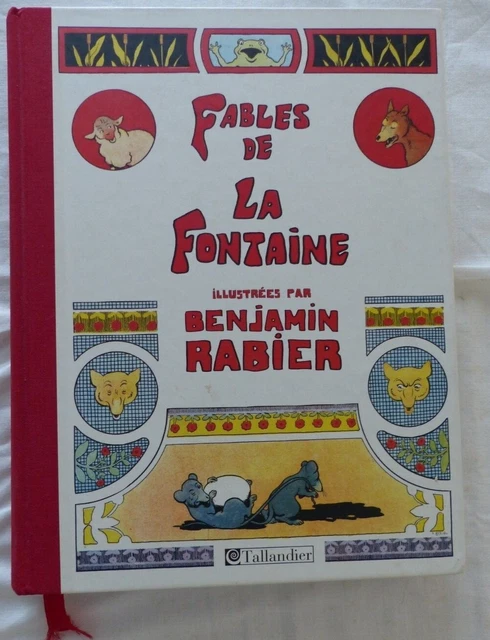 FABLES
DE
LA
FONTAINE
ILLUSTRÉES PAR
BENJAMIN
RABIER
Tallandier